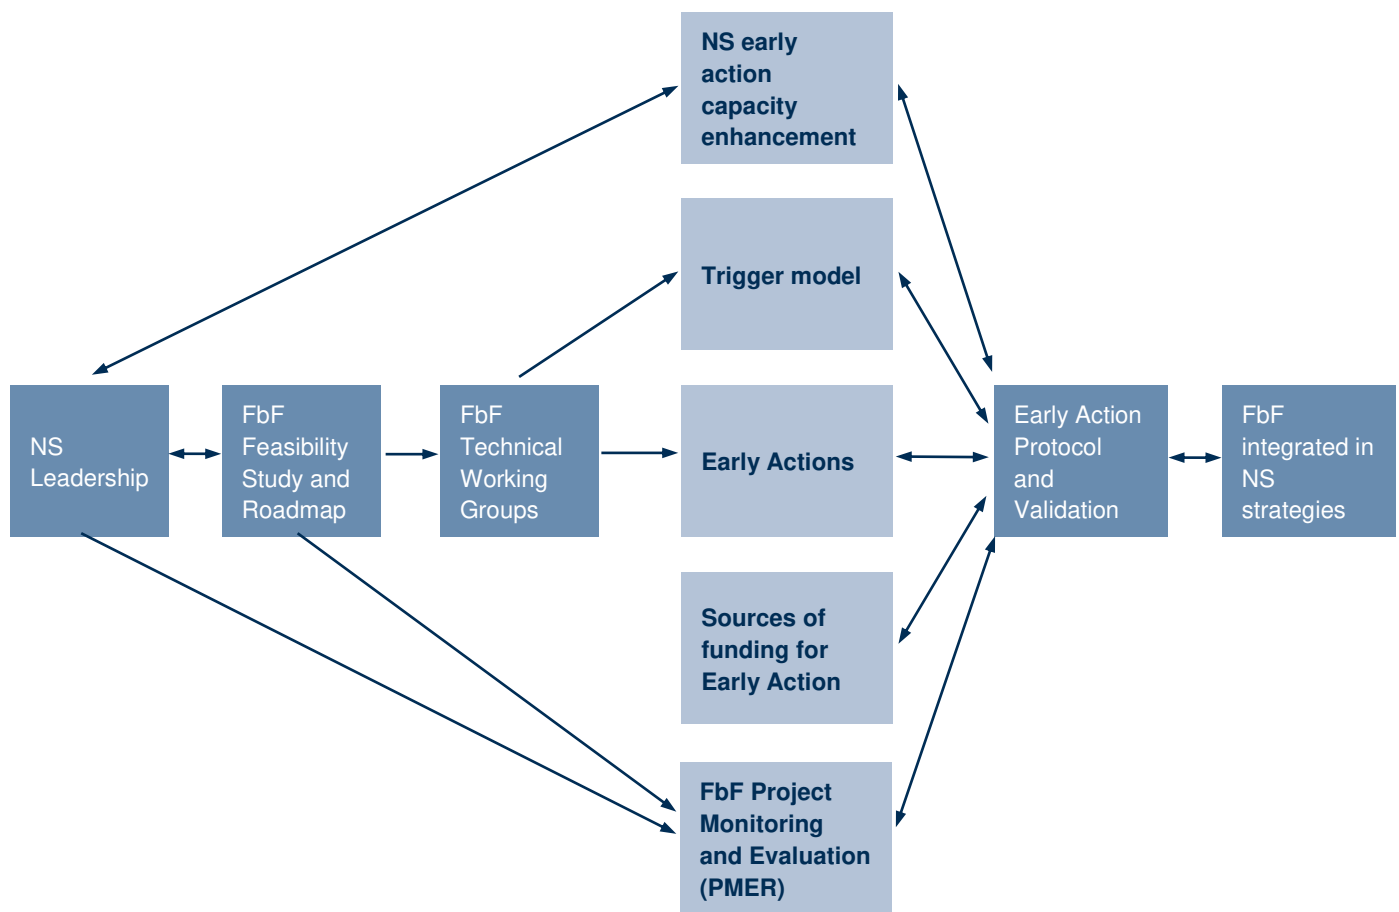 NS early
action
capacity
enhancement
Trigger model
NS
Leadership
FbF
Feasibility
Study and
Roadmap
FbF
Technical
Working
Groups
Early Actions
Early Action
Protocol
and
Validation
FbF
integrated in
NS
strategies
Sources of
funding for
Early Action
FbF Project
Monitoring
and Evaluation
(PMER)